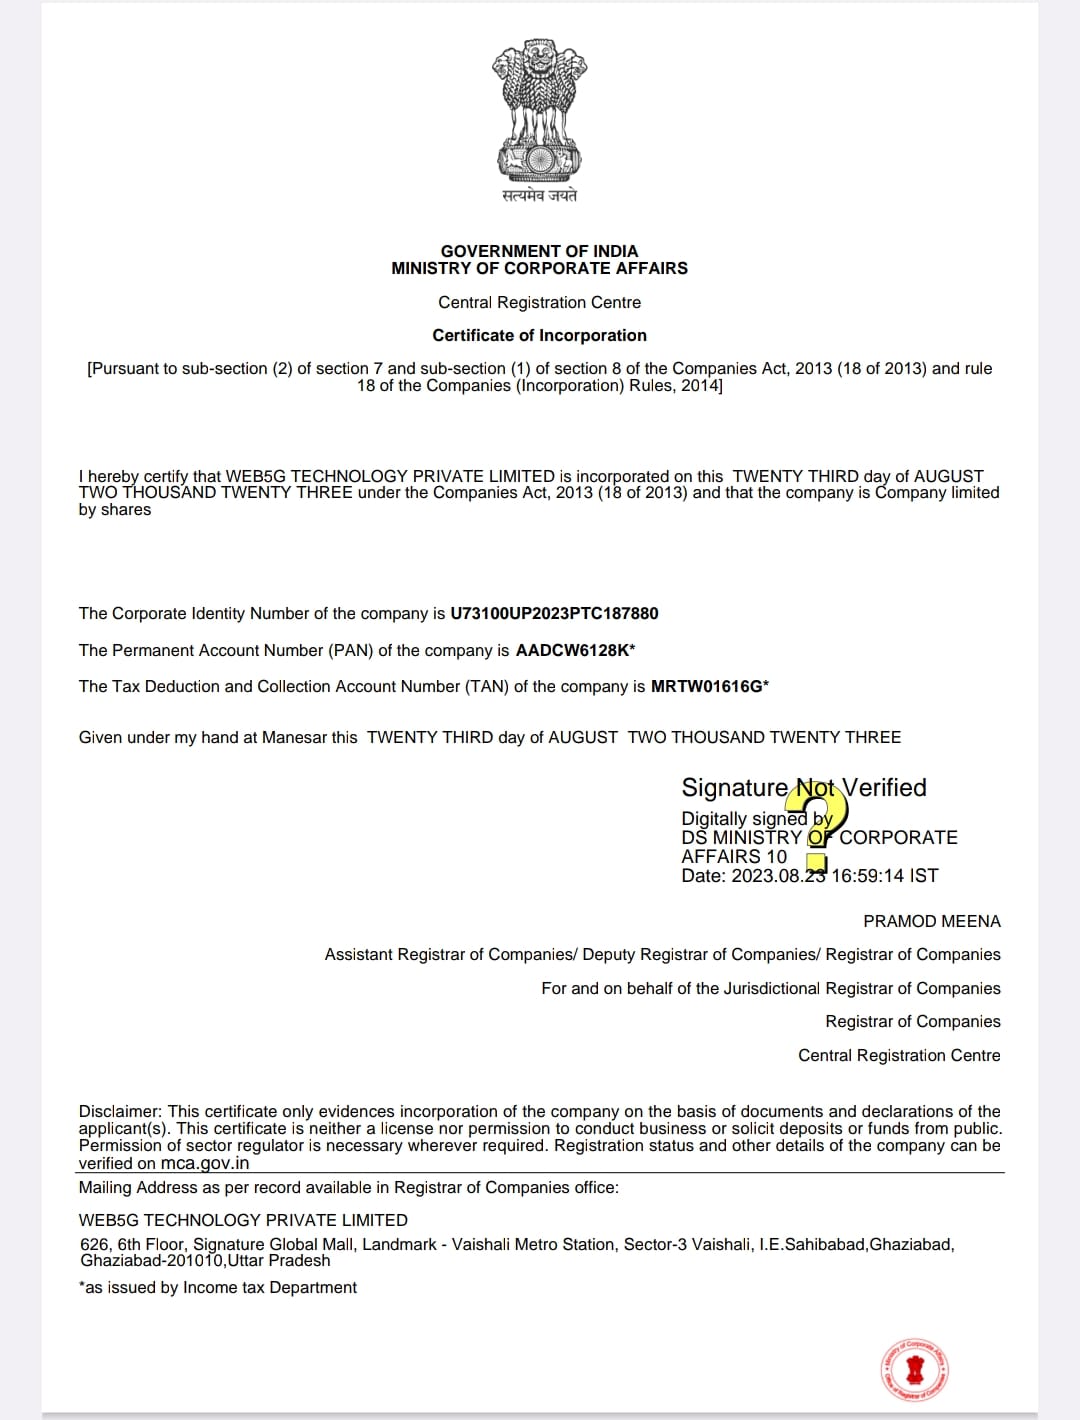 सत्यमेव जयते
GOVERNMENT OF INDIA
MINISTRY OF CORPORATE AFFAIRS
Central Registration Centre
Certificate of Incorporation
[Pursuant to sub-section (2) of section 7 and sub-section (1) of section 8 of the Companies Act, 2013 (18 of 2013) and rule
18 of the Companies (Incorporation) Rules, 2014]
I hereby certify that WEB5G TECHNOLOGY PRIVATE LIMITED is incorporated on this TWENTY THIRD day of AUGUST
TWO THOUSAND TWENTY THREE under the Companies Act, 2013 (18 of 2013) and that the company is Company limited
by shares
The Corporate Identity Number of the company is U73100UP2023PTC187880
The Permanent Account Number (PAN) of the company is AADCW6128K*
The Tax Deduction and Collection Account Number (TAN) of the company is MRTW01616G*
Given under my hand at Manesar this TWENTY THIRD day of AUGUST TWO THOUSAND TWENTY THREE
Signature Not Verified
Digitally signed by
DS MINISTRY OF CORPORATE
AFFAIRS 10
Date: 2023.08.23 16:59:14 IST
PRAMOD MEENA
Assistant Registrar of Companies/ Deputy Registrar of Companies/ Registrar of Companies
For and on behalf of the Jurisdictional Registrar of Companies
Registrar of Companies
Central Registration Centre
Disclaimer: This certificate only evidences incorporation of the company on the basis of documents and declarations of the
applicant(s). This certificate is neither a license nor permission to conduct business or solicit deposits or funds from public.
Permission of sector regulator is necessary wherever required. Registration status and other details of the company can be
verified on mca.gov.in
Mailing Address as per record available in Registrar of Companies office:
WEB5G TECHNOLOGY PRIVATE LIMITED
626, 6th Floor, Signature Global Mall, Landmark - Vaishali Metro Station, Sector-3 Vaishali, I.E.Sahibabad,Ghaziabad,
Ghaziabad-201010,Uttar Pradesh
*as issued by Income tax Department
Ministry of Corporate Affairs
Office of Registrar of Companies